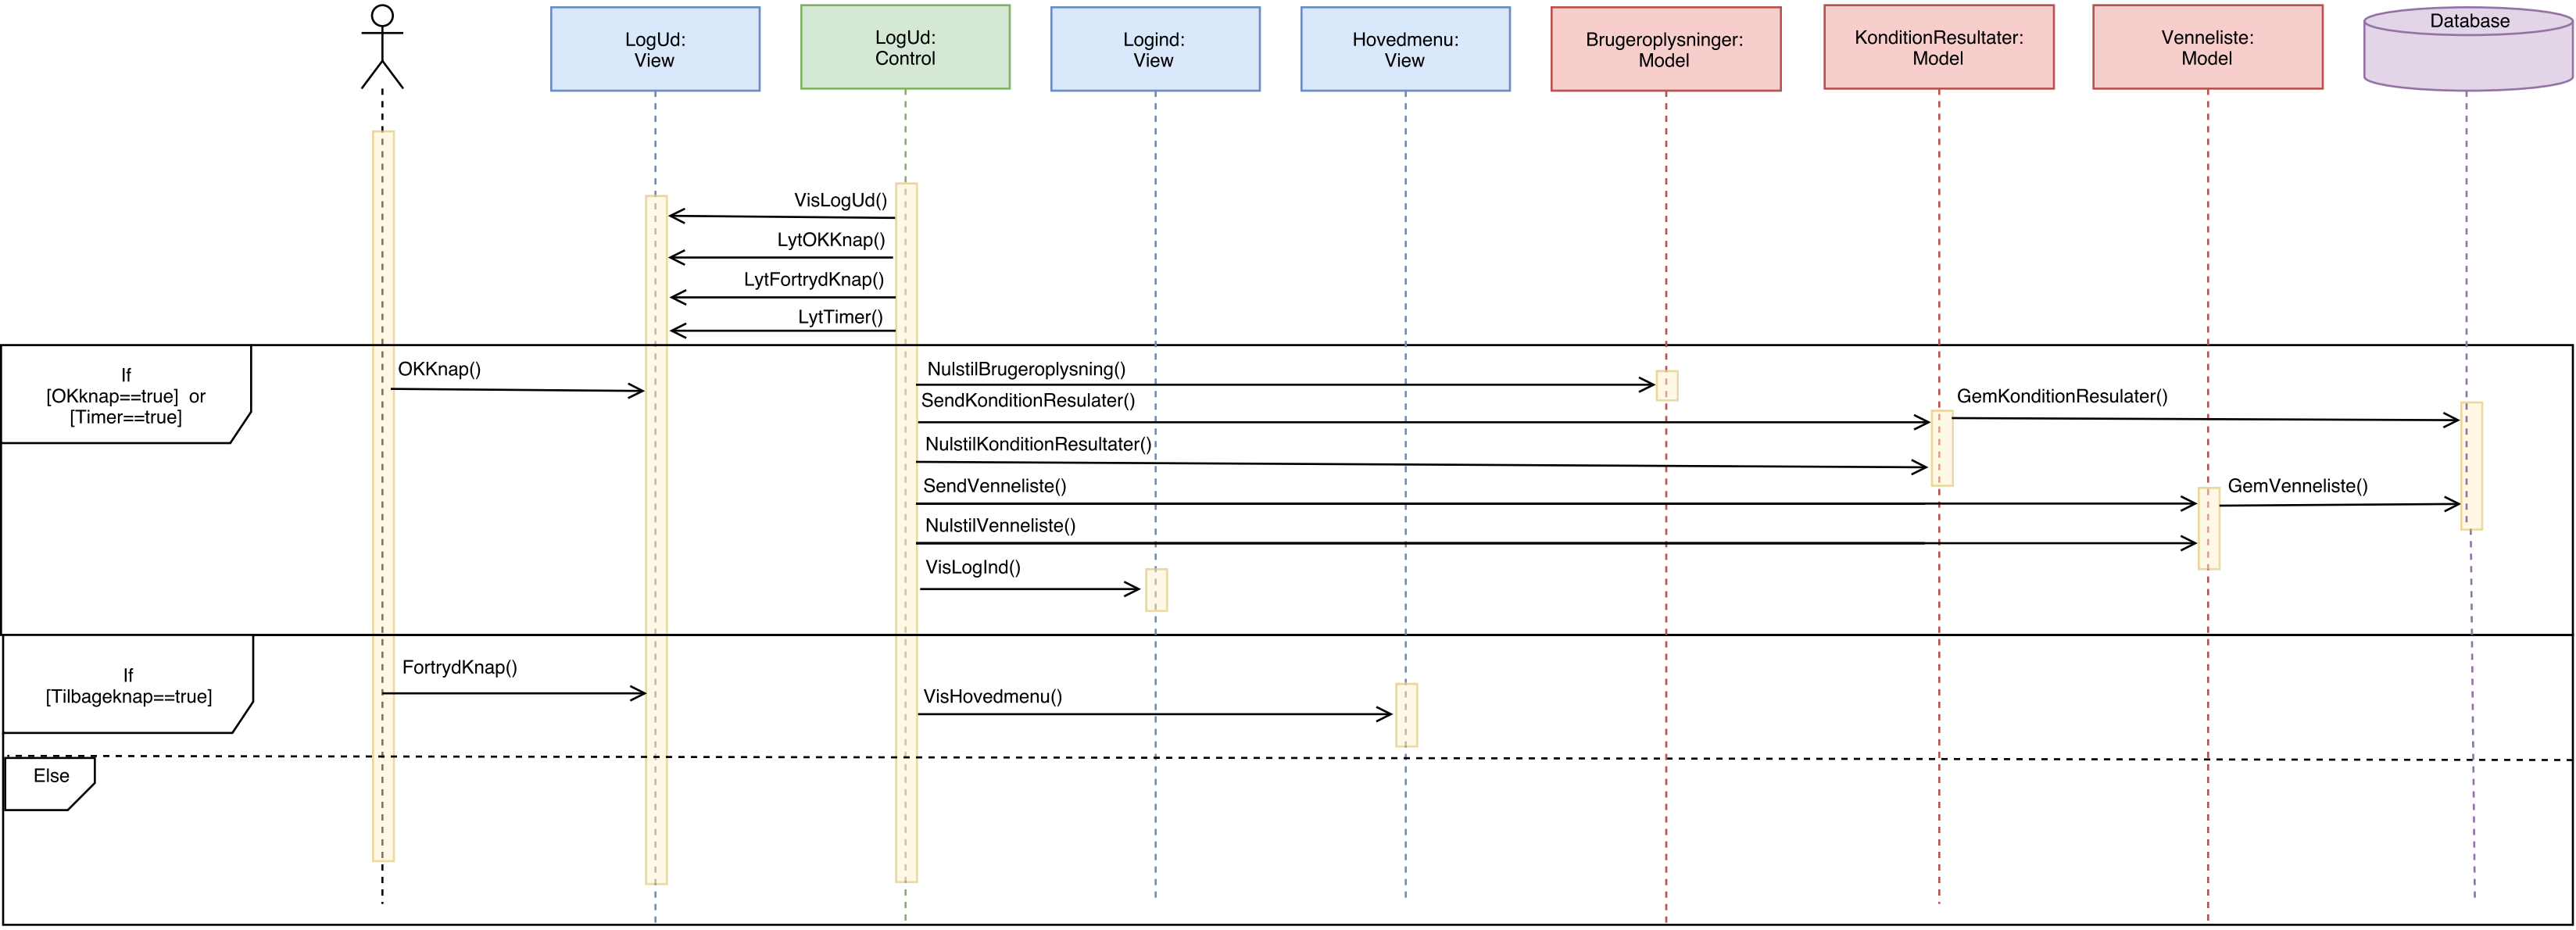 LogUd:
View
LogUd:
Control
Logind:
View
Hovedmenu:
View
Brugeroplysninger:
Model
KonditionResultater:
Model
Venneliste:
Model
Database
VisLogUd()
LytOKKnap()
LytFortrydKnap()
LytTimer()
If
[OKknap==true] or
[Timer==true]
OKKnap()
NulstilBrugeroplysning()
SendKonditionResulater()
GemKonditionResulater()
NulstilKonditionResultater()
SendVenneliste()
GemVenneliste()
NulstilVenneliste()
VisLogInd()
If
[Tilbageknap==true]
FortrydKnap()
VisHovedmenu()
Else